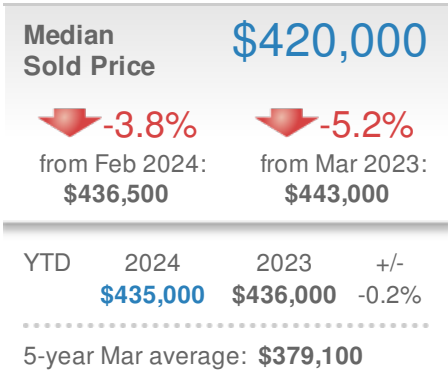 Median $420,000
Sold Price
-3.8% -5.2%
from Feb 2024: from Mar 2023:
$436,500 $443,000
YTD 2024 2023 +/-
$435,000 $436,000 -0.2%
5-year Mar average: $379,100